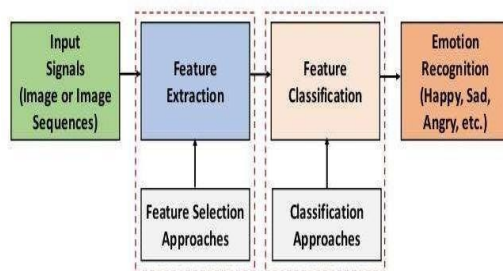 Input
Signals
(Image or Image
Sequences)
Feature
Extraction
Feature
Classification
Emotion
Recognition
(Happy, Sad,
Angry, etc.)
Feature Selection
Approaches
Classification
Approaches